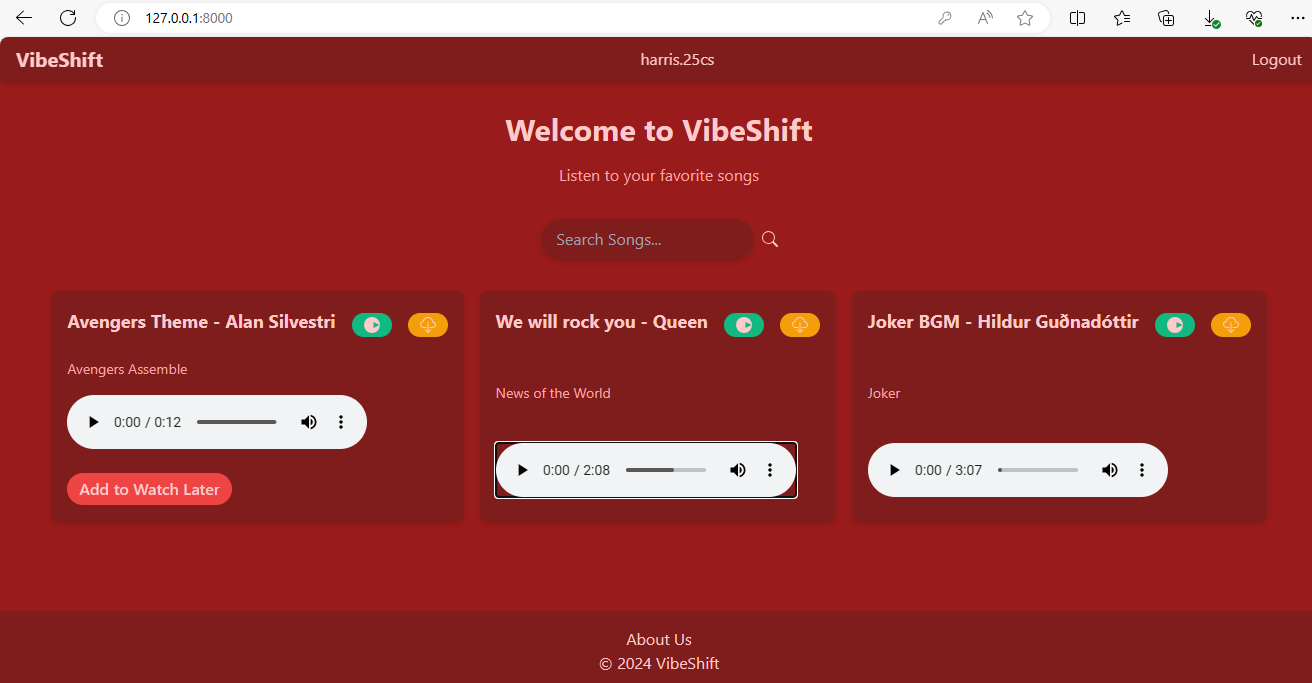 127.0.0.1:8000
VibeShift harris.25cs Logout
Welcome to VibeShift
Listen to your favorite songs
Search Songs...
Avengers Theme - Alan Silvestri
Avengers Assemble
0:00 / 0:12
Add to Watch Later
We will rock you - Queen
News of the World
0:00 / 2:08
Joker BGM - Hildur Guðnadóttir
Joker
0:00 / 3:07
About Us
© 2024 VibeShift